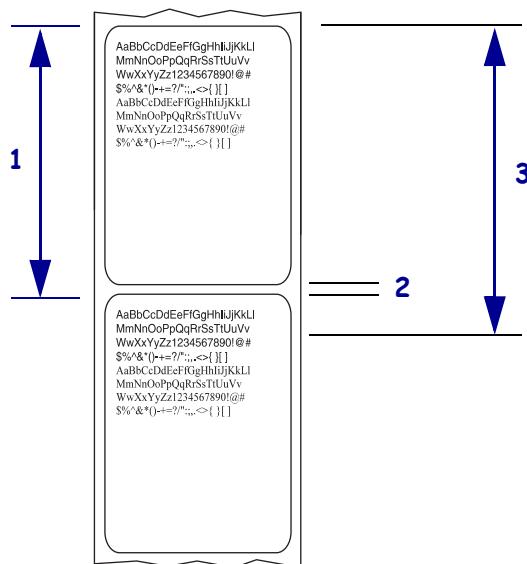 AaBbCcDdEeFfGgHhIiJjKkLl
MmNnOoPpQqRrSsTtUuVv
WwXxYyZz1234567890!@#
$%^&*()-+=?/":;,.<>{ }[ ]
AaBbCcDdEeFfGgHhIiJjKkLl
MmNnOoPpQqRrSsTtUuVv
WwXxYyZz1234567890!@#
$%^&*()-+=?/":;,.<>{ }[ ]
1
3
2
AaBbCcDdEeFfGgHhIiJjKkLl
MmNnOoPpQqRrSsTtUuVv
WwXxYyZz1234567890!@#
$%^&*()-+=?/":;,.<>{ }[ ]
AaBbCcDdEeFfGgHhIiJjKkLl
MmNnOoPpQqRrSsTtUuVv
WwXxYyZz1234567890!@#
$%^&*()-+=?/":;,.<>{ }[ ]